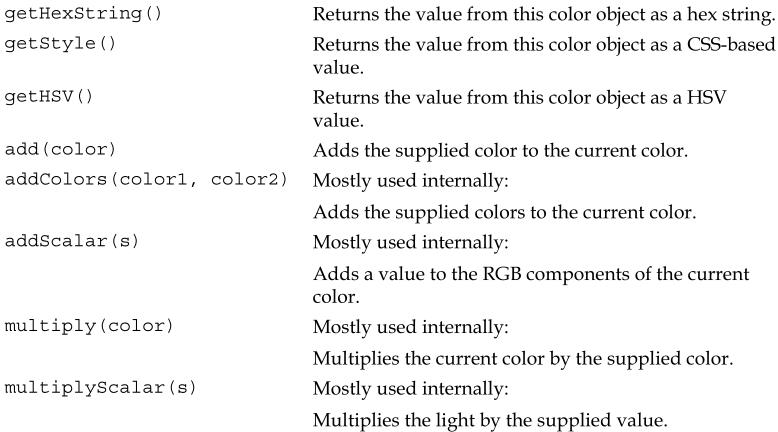 getHexString() Returns the value from this color object as a hex string.
getStyle() Returns the value from this color object as a CSS-based
value.
getHSV() Returns the value from this color object as a HSV
value.
add(color) Adds the supplied color to the current color.
addColors(color1, color2) Mostly used internally:
Adds the supplied colors to the current color.
addScalar(s) Mostly used internally:
Adds a value to the RGB components of the current
color.
multiply(color) Mostly used internally:
Multiplies the current color by the supplied color.
multiplyScalar(s) Mostly used internally:
Multiplies the light by the supplied value.